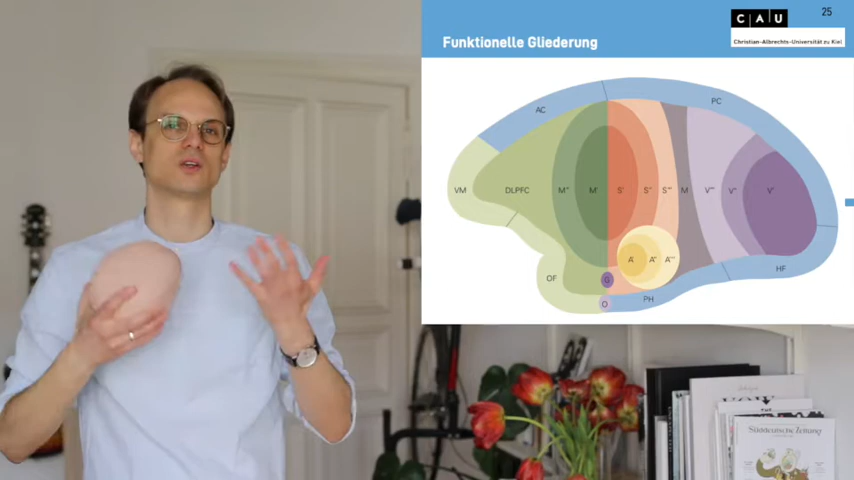 25
CAU
Christian-Albrechts-Universität zu Kiel
Funktionelle Gliederung
AC
PC
VM
DLPFC
M"
M'
S'
S"
S'"
M
V'"
V"
V'
A'
A"
A'"
OF
G
O
PH
HF
Süddeutsche Zeitung